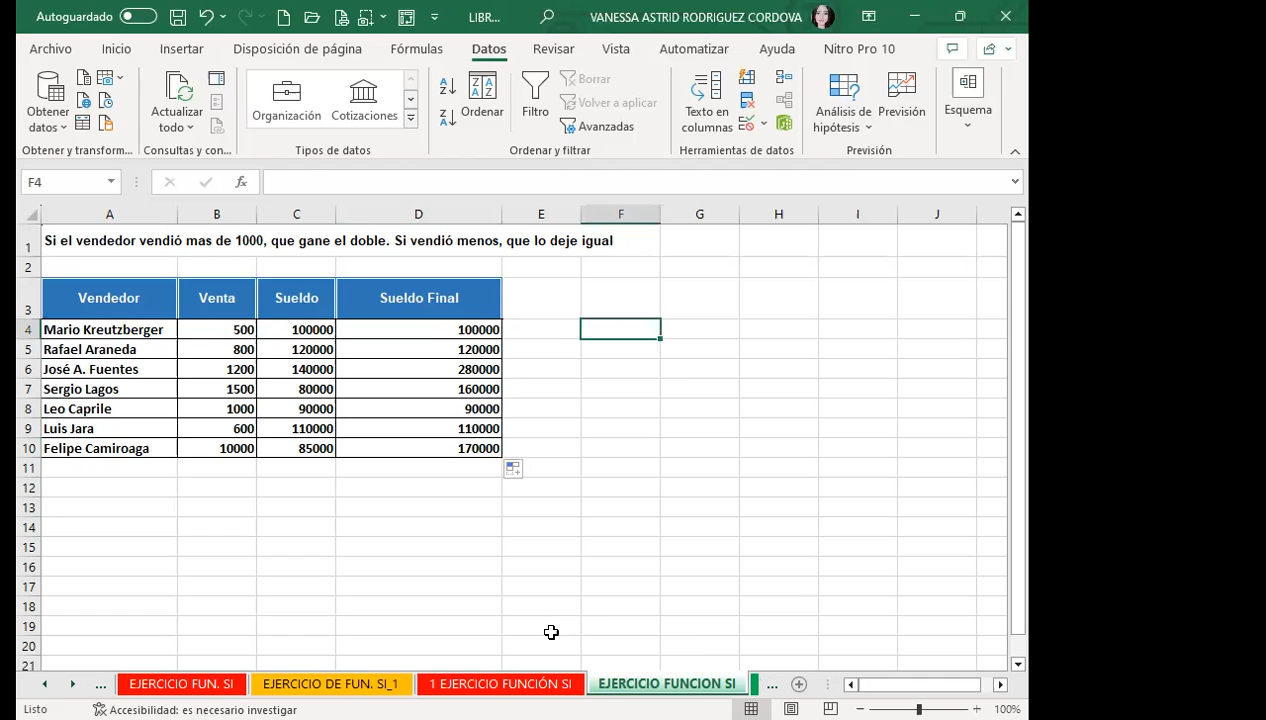 Autoguardado LIBR... VANESSA ASTRID RODRIGUEZ CORDOVA
Archivo Inicio Insertar Disposición de página Fórmulas Datos Revisar Vista Automatizar Ayuda Nitro Pro 10
Obtener datos
Actualizar todo
Organización
Cotizaciones
Ordenar
Filtro
Borrar
Volver a aplicar
Avanzadas
Texto en columnas
Análisis de hipótesis
Previsión
Esquema
Obtener y transform... Consultas y con... Tipos de datos Ordenar y filtrar Herramientas de datos Previsión
F4 fx
A B C D E F G H I J
1 Si el vendedor vendió mas de 1000, que gane el doble. Si vendió menos, que lo deje igual
2
3 Vendedor Venta Sueldo Sueldo Final
4 Mario Kreutzberger 500 100000 100000
5 Rafael Araneda 800 120000 120000
6 José A. Fuentes 1200 140000 280000
7 Sergio Lagos 1500 80000 160000
8 Leo Caprile 1000 90000 90000
9 Luis Jara 600 110000 110000
10 Felipe Camiroaga 10000 85000 170000
11
12
13
14
15
16
17
18
19
20
21
... EJERCICIO FUN. SI EJERCICIO DE FUN. SI_1 1 EJERCICIO FUNCIÓN SI EJERCICIO FUNCION SI ...
Listo Accesibilidad: es necesario investigar 100%